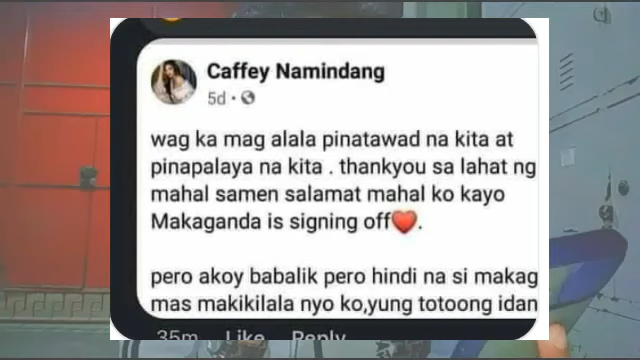 Caffey Namindang
5d
wag ka mag alala pinatawad na kita at
pinapalaya na kita . thankyou sa lahat ng
mahal samen salamat mahal ko kayo
Makaganda is signing off❤️.
pero akoy babalik pero hindi na si makag
mas makikilala nyo ko,yung totoong idan
35m Like Reply